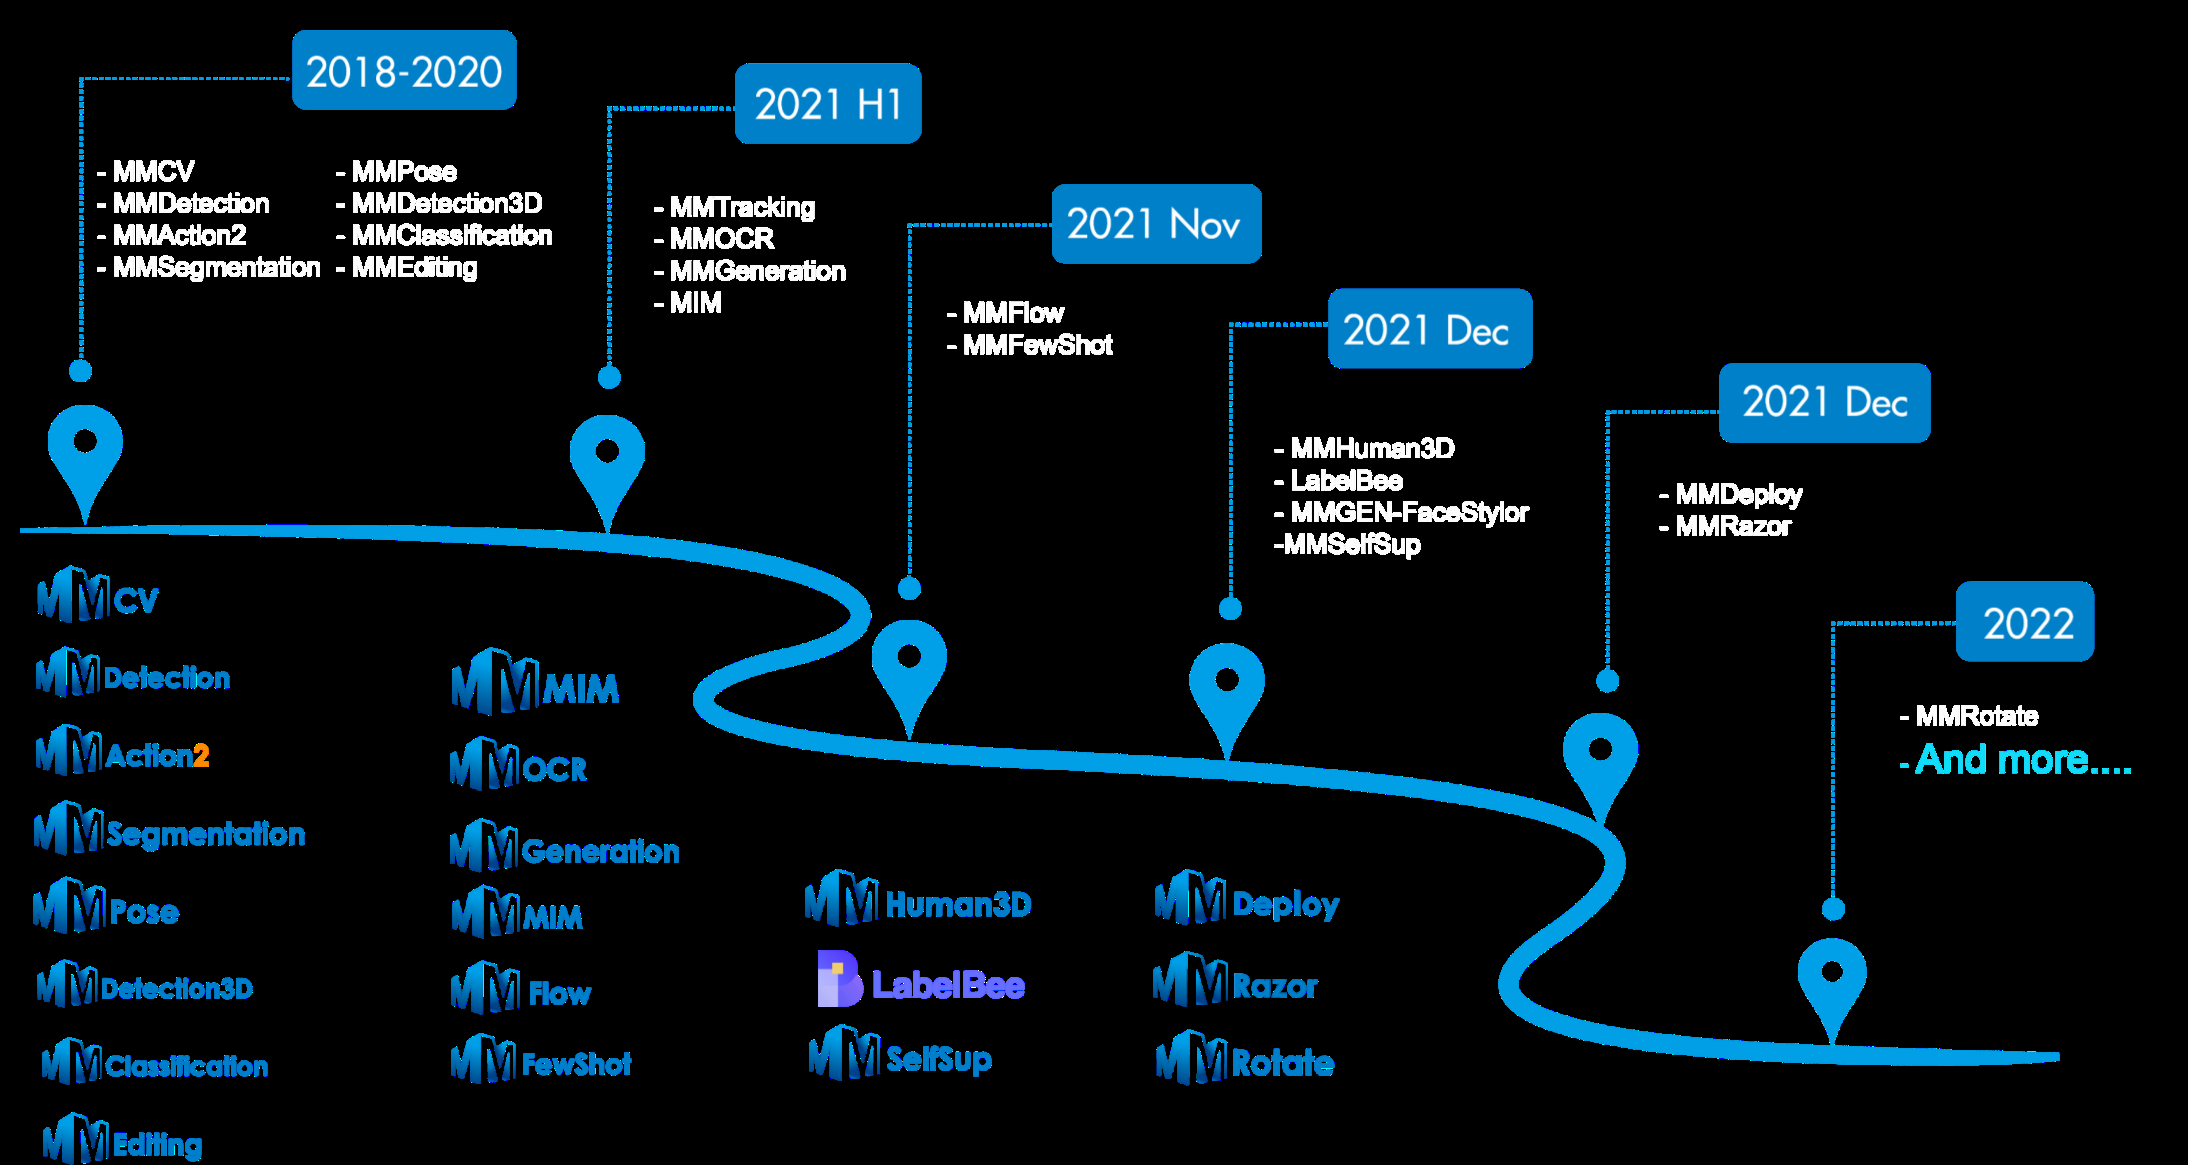 2018-2020
- MMCV
- MMDetection
- MMAction2
- MMSegmentation
- MMPose
- MMDetection3D
- MMClassification
- MMEditing
2021 H1
- MMTracking
- MMOCR
- MMGeneration
- MIM
2021 Nov
- MMFlow
- MMFewShot
2021 Dec
- MMHuman3D
- LabelBee
- MMGEN-FaceStylor
-MMSelfSup
2021 Dec
- MMDeploy
- MMRazor
2022
- MMRotate
- And more....
MMCV
MMDetection
MMAction2
MMSegmentation
MMPose
MMDetection3D
MMClassification
MMEditing
MMMIM
MMOCR
MMGeneration
MMMIM
MMFlow
MMFewShot
MMHuman3D
LabelBee
MMSelfSup
MMDeploy
MMRazor
MMRotate